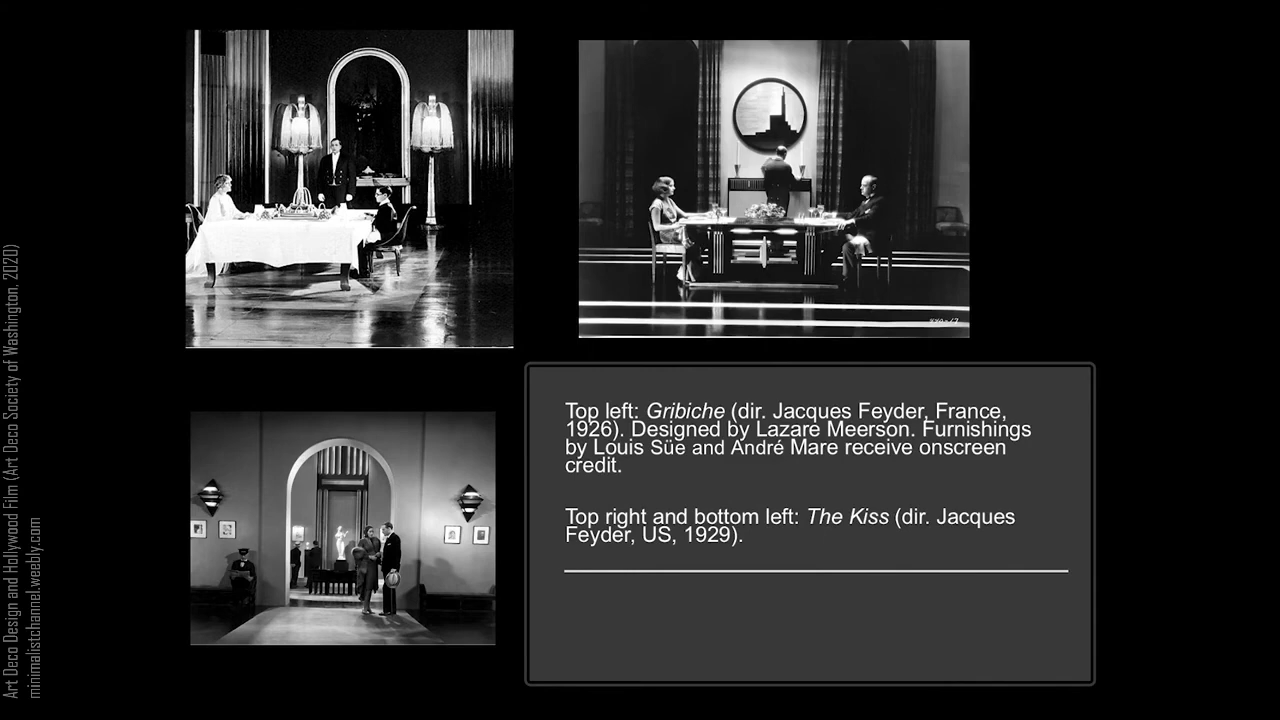 Top left: Gribiche (dir. Jacques Feyder, France,
1926). Designed by Lazare Meerson. Furnishings
by Louis Süe and André Mare receive onscreen
credit.
Top right and bottom left: The Kiss (dir. Jacques
Feyder, US, 1929).
Art Deco Design and Hollywood Film (Art Deco Society of Washington, 2020)
minimalistchannel.weebly.com